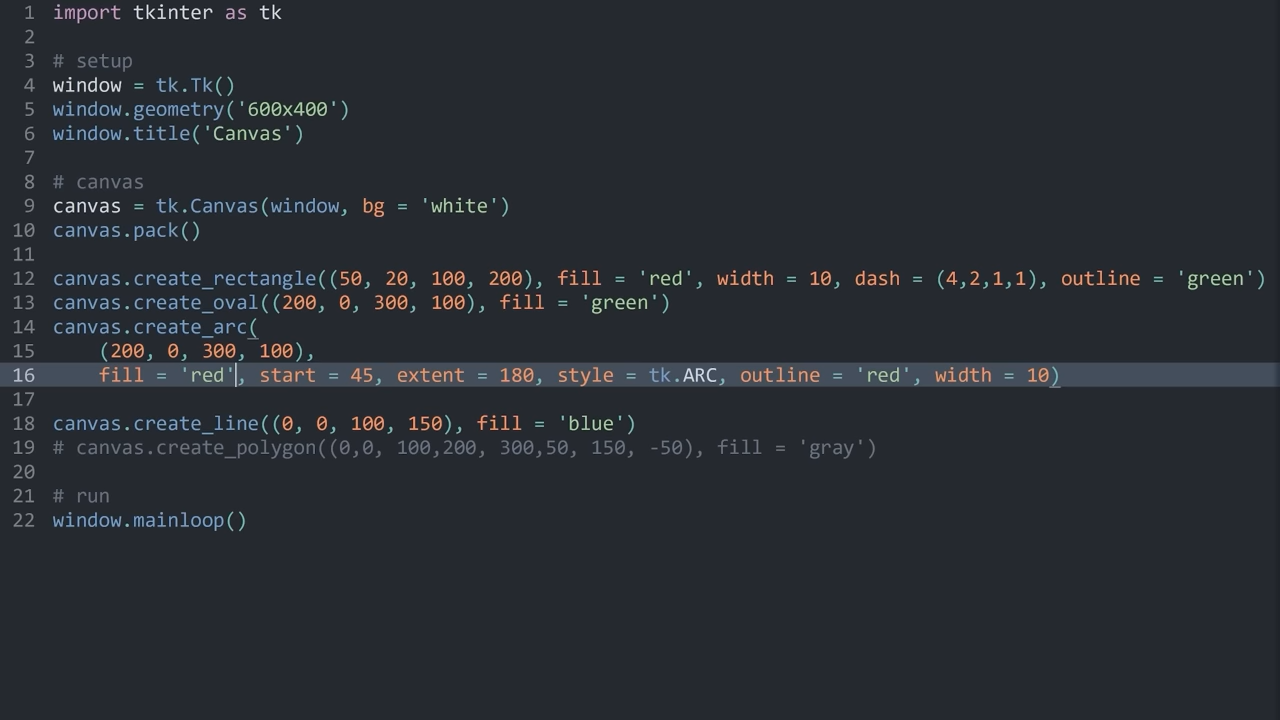 1 import tkinter as tk
2
3 # setup
4 window = tk.Tk()
5 window.geometry('600x400')
6 window.title('Canvas')
7
8 # canvas
9 canvas = tk.Canvas(window, bg = 'white')
10 canvas.pack()
11
12 canvas.create_rectangle((50, 20, 100, 200), fill = 'red', width = 10, dash = (4,2,1,1), outline = 'green')
13 canvas.create_oval((200, 0, 300, 100), fill = 'green')
14 canvas.create_arc(
15     (200, 0, 300, 100),
16     fill = 'red', start = 45, extent = 180, style = tk.ARC, outline = 'red', width = 10)
17
18 canvas.create_line((0, 0, 100, 150), fill = 'blue')
19 # canvas.create_polygon((0,0, 100,200, 300,50, 150, -50), fill = 'gray')
20
21 # run
22 window.mainloop()